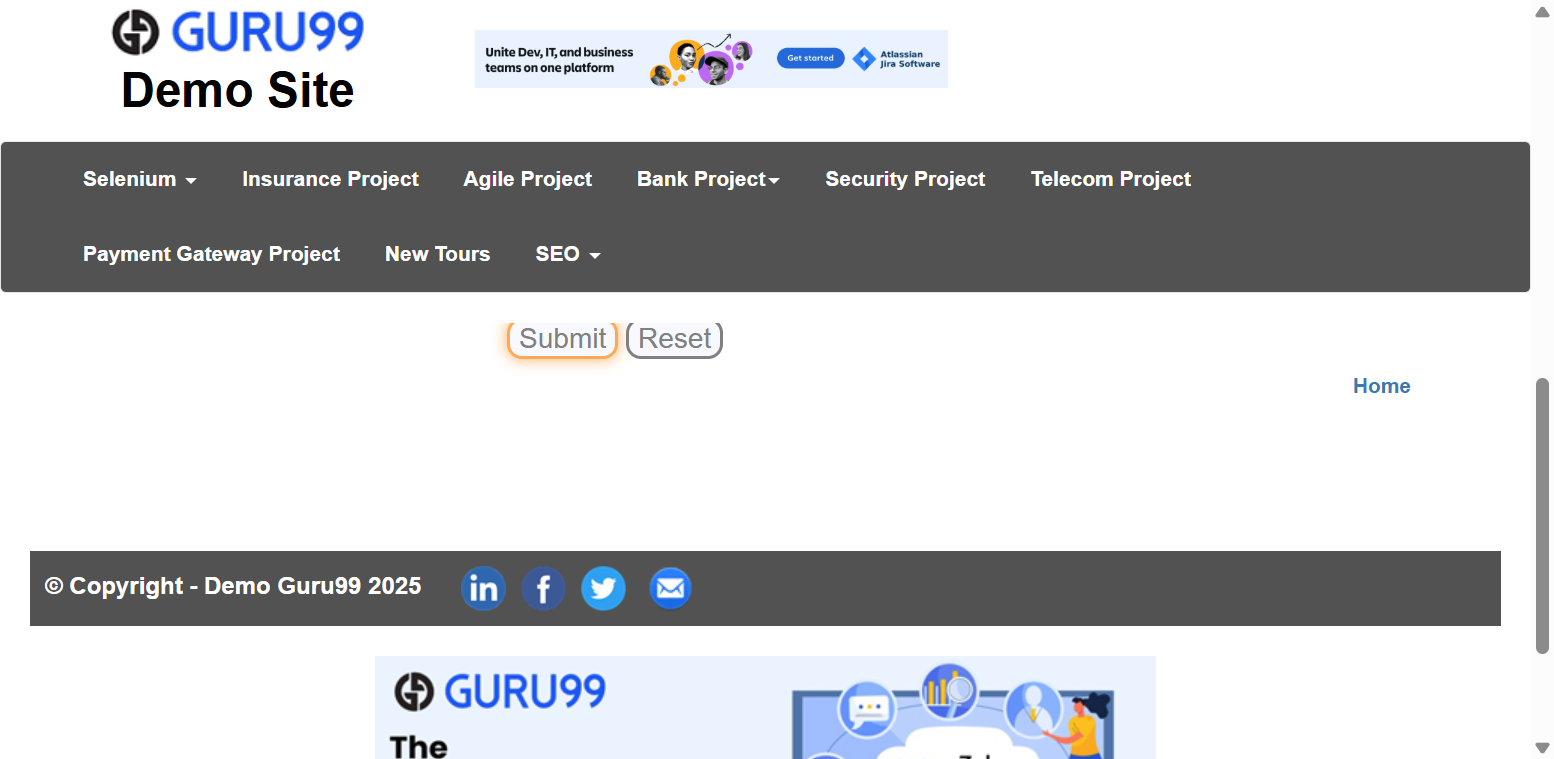 GURU99
Demo Site
Unite Dev, IT, and business
teams on one platform
Get started
Atlassian
Jira Software
Selenium
Insurance Project
Agile Project
Bank Project
Security Project
Telecom Project
Payment Gateway Project
New Tours
SEO
Submit
Reset
Home
© Copyright - Demo Guru99 2025
in
f
GURU99
The